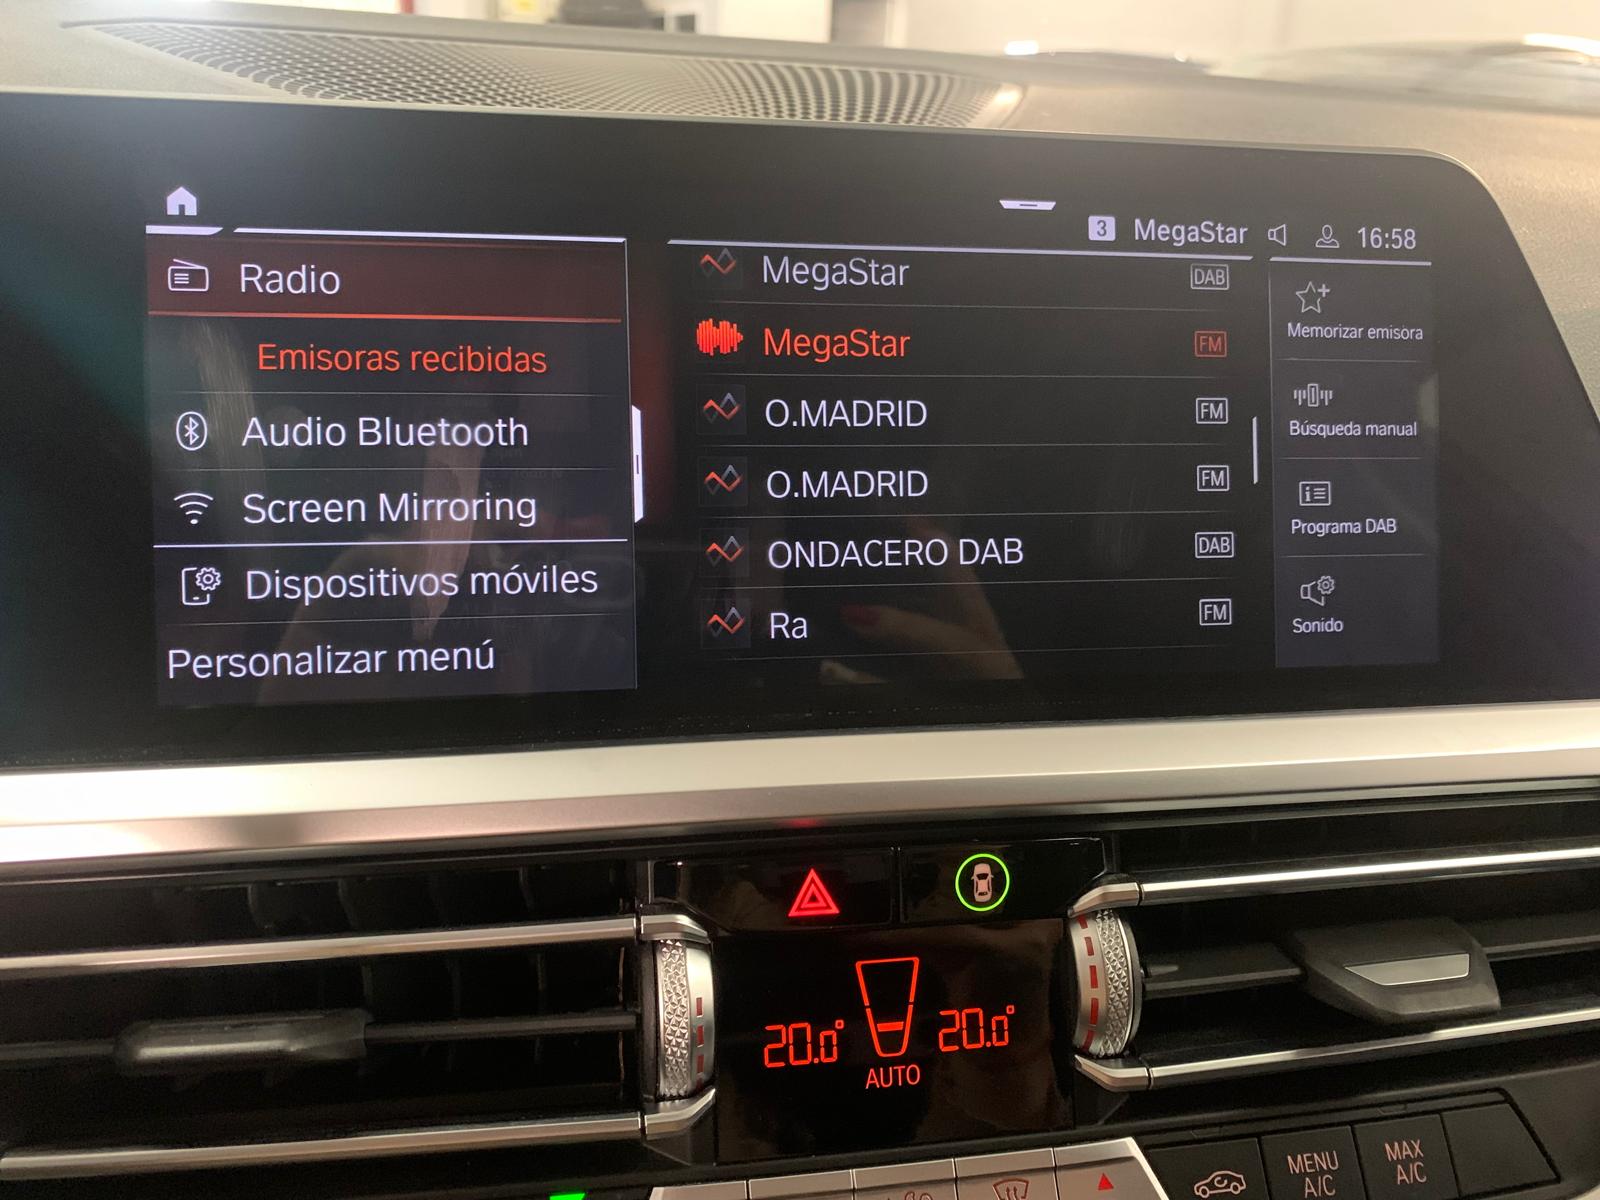 3 MegaStar 16:58
Radio
Emisoras recibidas
Audio Bluetooth
Screen Mirroring
Dispositivos móviles
Personalizar menú
MegaStar DAB
MegaStar FM
O.MADRID FM
O.MADRID FM
ONDACERO DAB DAB
Ra FM
Memorizar emisora
Búsqueda manual
Programa DAB
Sonido
20.0° 20.0°
AUTO
MENU
A/C
MAX
A/C